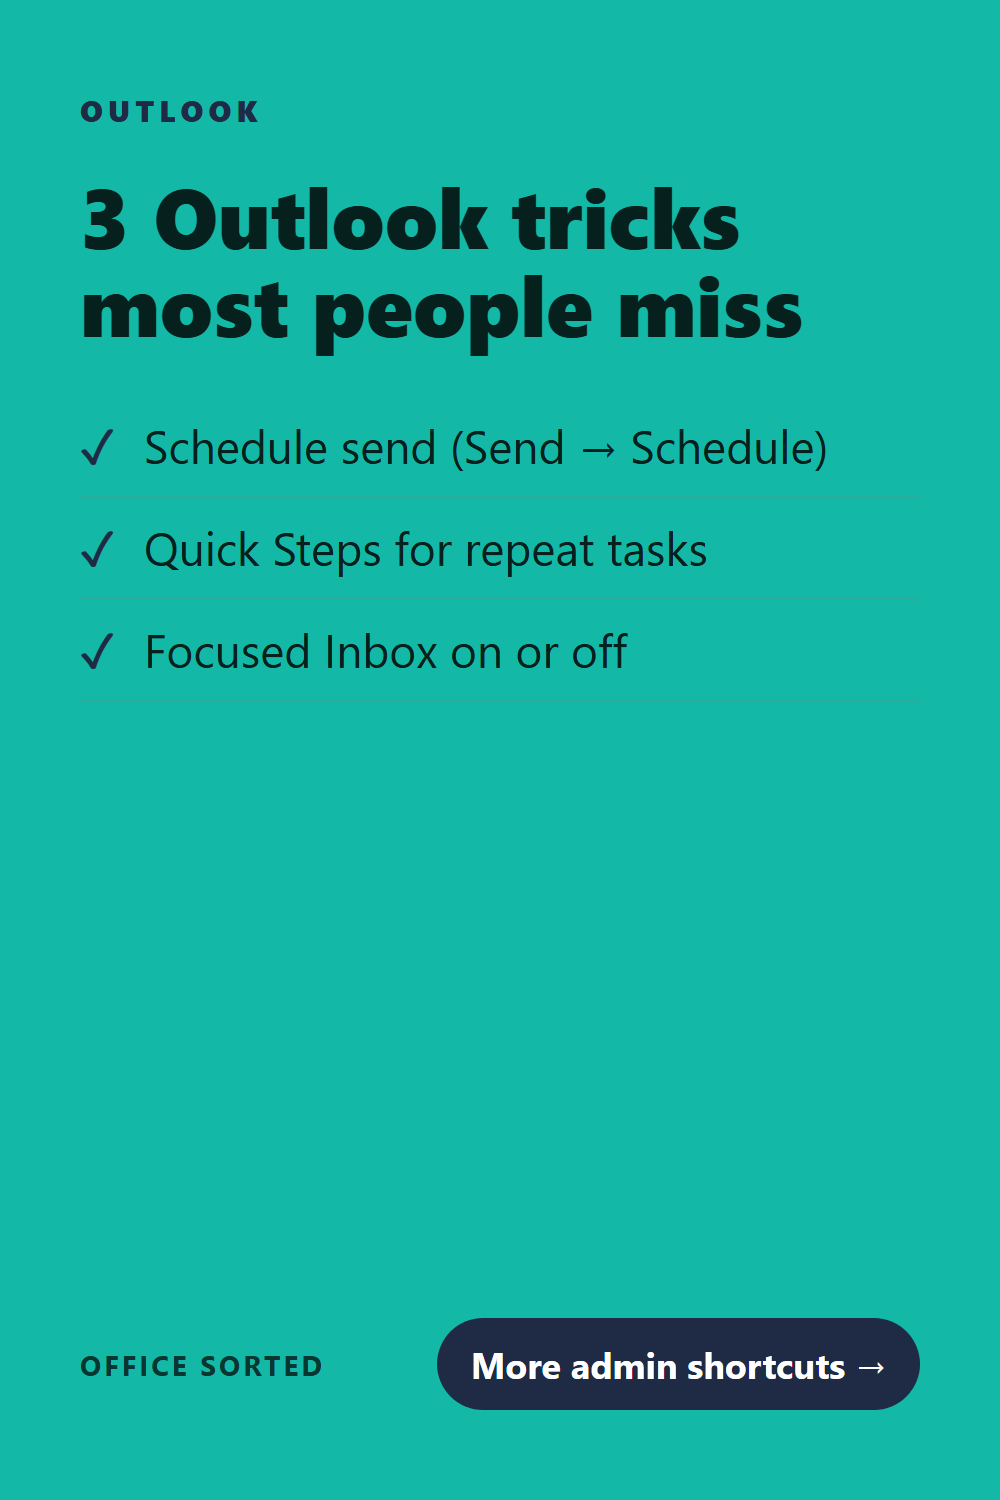 OUTLOOK
3 Outlook tricks
most people miss
✓ Schedule send (Send → Schedule)
✓ Quick Steps for repeat tasks
✓ Focused Inbox on or off
OFFICE SORTED
More admin shortcuts →